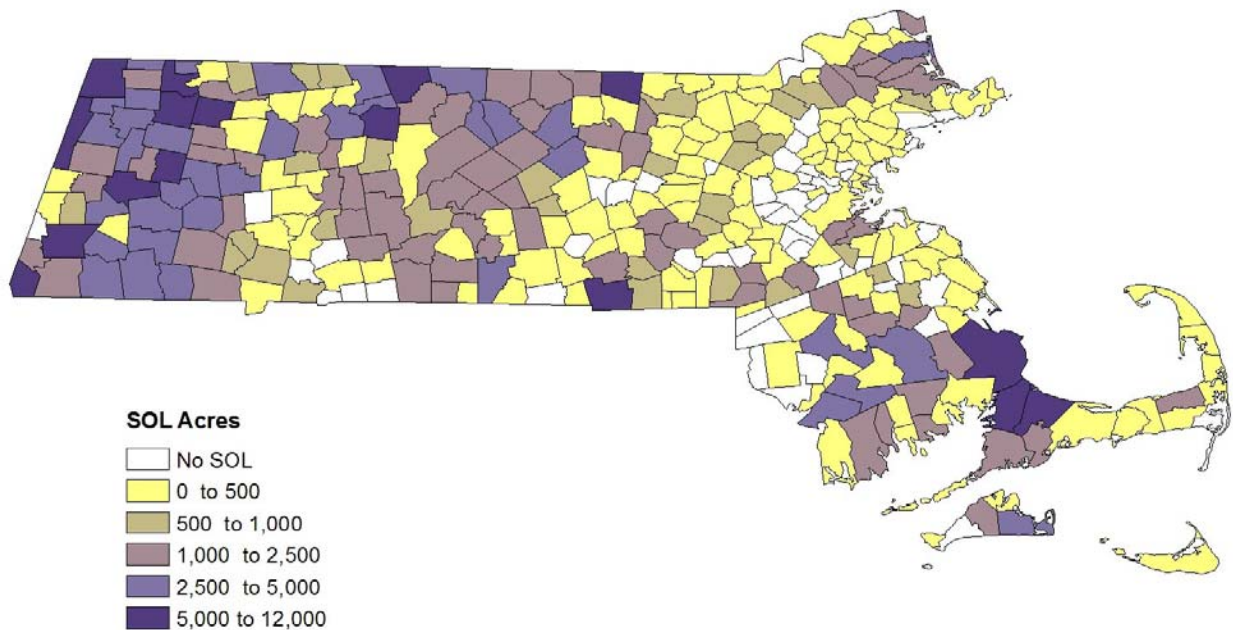 SOL Acres
No SOL
0 to 500
500 to 1,000
1,000 to 2,500
2,500 to 5,000
5,000 to 12,000